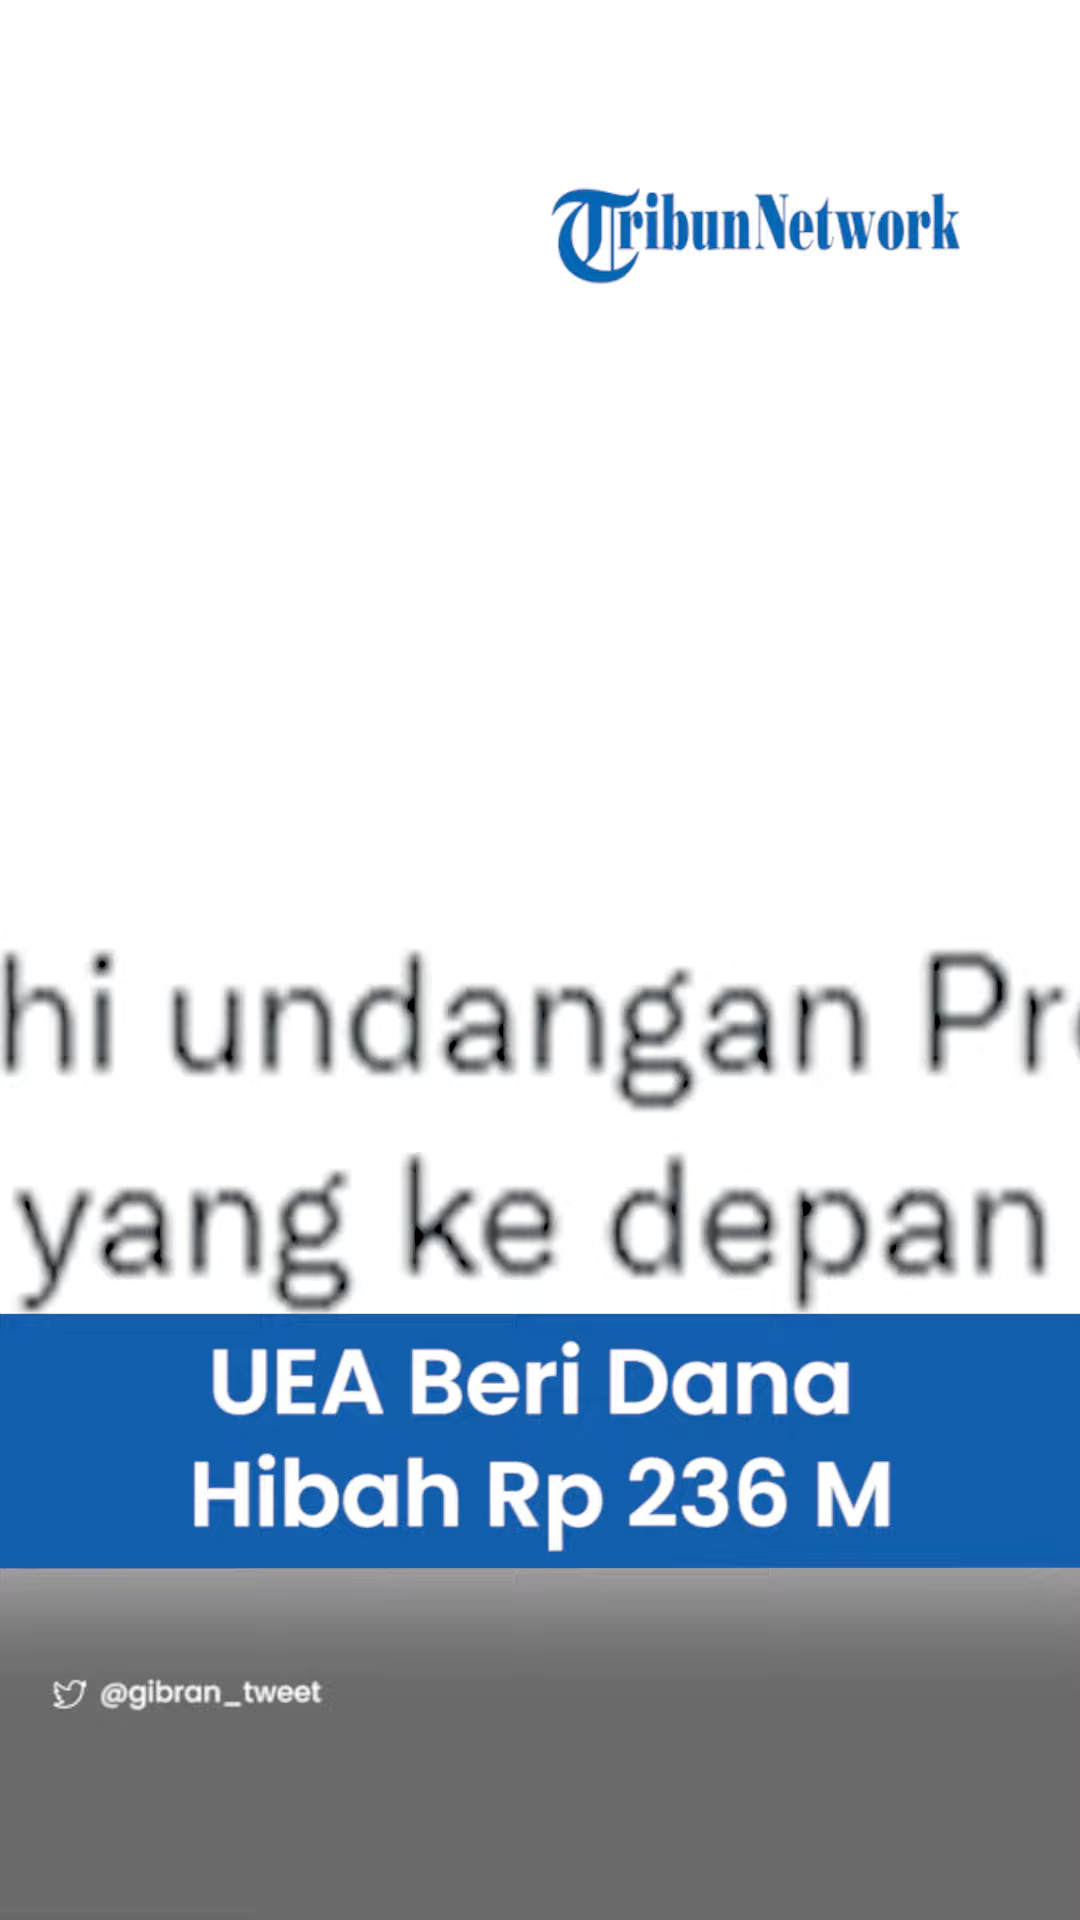 TribunNetwork
hi undangan Pr
yang ke depan
UEA Beri Dana
Hibah Rp 236 M
@gibran_tweet